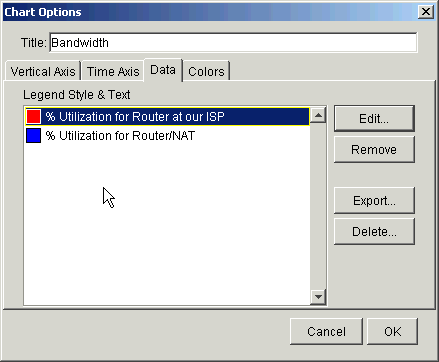 Chart Options
Title: Bandwidth
Vertical Axis Time Axis Data Colors
Legend Style & Text
% Utilization for Router at our ISP
% Utilization for Router/NAT
Edit...
Remove
Export...
Delete...
Cancel OK